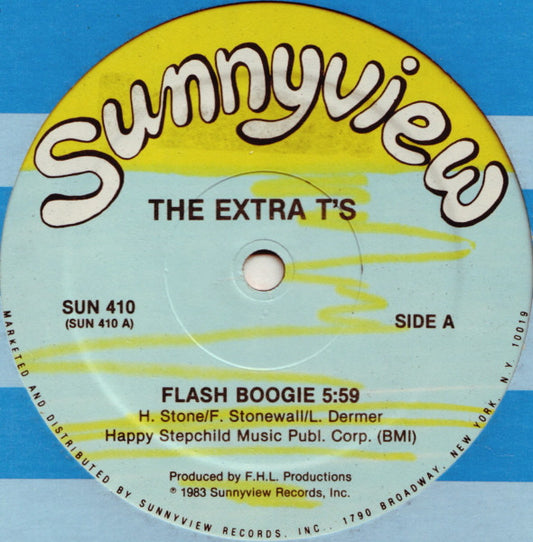 Sunnyview
THE EXTRA T'S
SUN 410
(SUN 410 A)
SIDE A
FLASH BOOGIE 5:59
H. Stone/F. Stonewall/L. Dermer
Happy Stepchild Music Publ. Corp. (BMI)
Produced by F.H.L. Productions
℗ 1983 Sunnyview Records, Inc.
MARKETED AND DISTRIBUTED BY SUNNYVIEW RECORDS, INC., 1790 BROADWAY, NEW YORK, N.Y. 10019